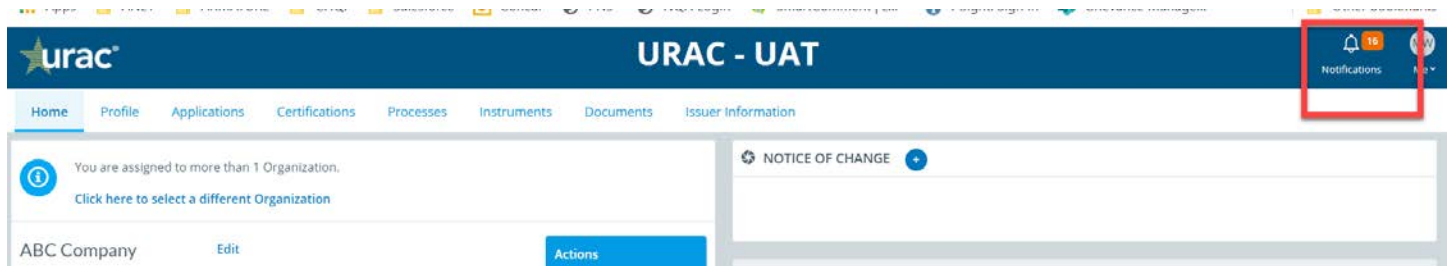 urac
URAC - UAT
16
Notifications
Home Profile Applications Certifications Processes Instruments Documents Issuer Information
You are assigned to more than 1 Organization.
Click here to select a different Organization
NOTICE OF CHANGE
ABC Company Edit
Actions